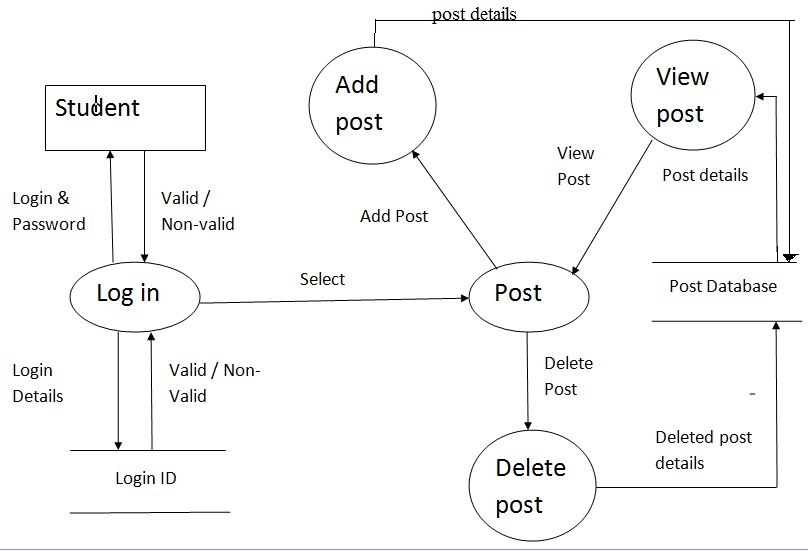 post details
Add
post
View
post
Student
View
Post
Post details
Login &
Password
Valid /
Non-valid
Add Post
Select
Log in
Post
Post Database
Login
Details
Valid / Non-
Valid
Delete
Post
Deleted post
details
Login ID
Delete
post